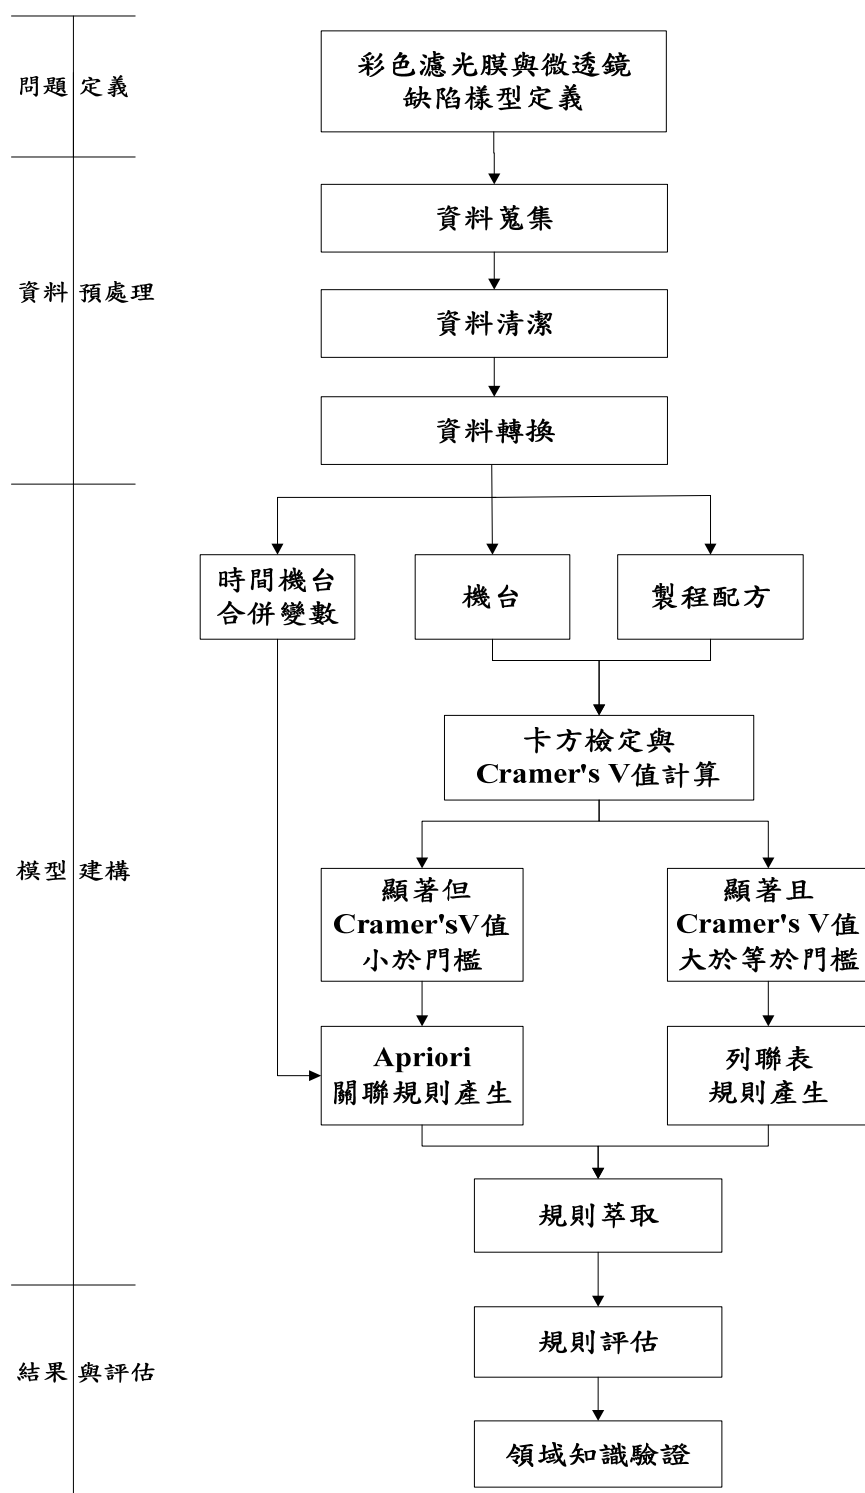 問題定義
彩色濾光膜與微透鏡
缺陷樣型定義
資料預處理
資料蒐集
資料清潔
資料轉換
模型建構
時間機台
合併變數
機台
製程配方
卡方檢定與
Cramer's V值計算
顯著但
Cramer'sV值
小於門檻
顯著且
Cramer's V值
大於等於門檻
Apriori
關聯規則產生
列聯表
規則產生
規則萃取
結果與評估
規則評估
領域知識驗證